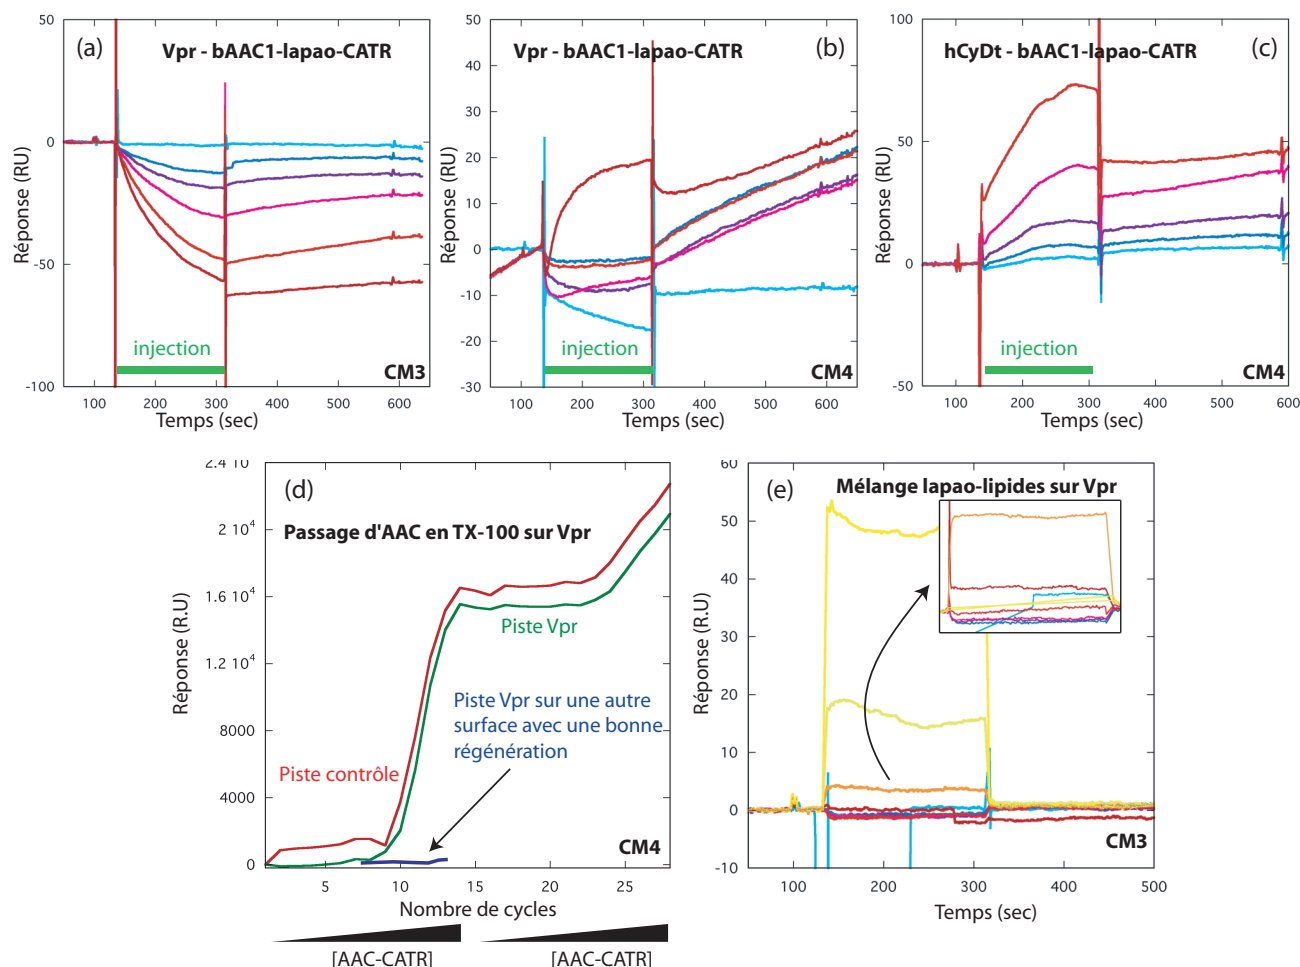 (a)
Vpr - bAAC1-lapao-CATR
50
0
-50
-100
Réponse (RU)
injection
CM3
100 200 300 400 500 600
Temps (sec)
Vpr - bAAC1-lapao-CATR
(b)
50
40
30
20
10
0
-10
-20
-30
Réponse (RU)
injection
CM4
100 200 300 400 500 600
Temps (sec)
hCyDt - bAAC1-lapao-CATR
(c)
100
50
0
-50
Réponse (RU)
injection
CM4
100 200 300 400 500 600
Temps (sec)
(d)
Passage d'AAC en TX-100 sur Vpr
2.4 10
2 10⁴
1.6 10⁴
1.2 10⁴
8000
4000
0
Réponse (R.U)
Piste Vpr
Piste Vpr sur une autre
surface avec une bonne
régénération
Piste contrôle
CM4
5 10 15 20 25
Nombre de cycles
[AAC-CATR] [AAC-CATR]
(e)
Mélange lapao-lipides sur Vpr
60
50
40
30
20
10
0
-10
Réponse (R.U)
CM3
100 200 300 400 500
Temps (sec)